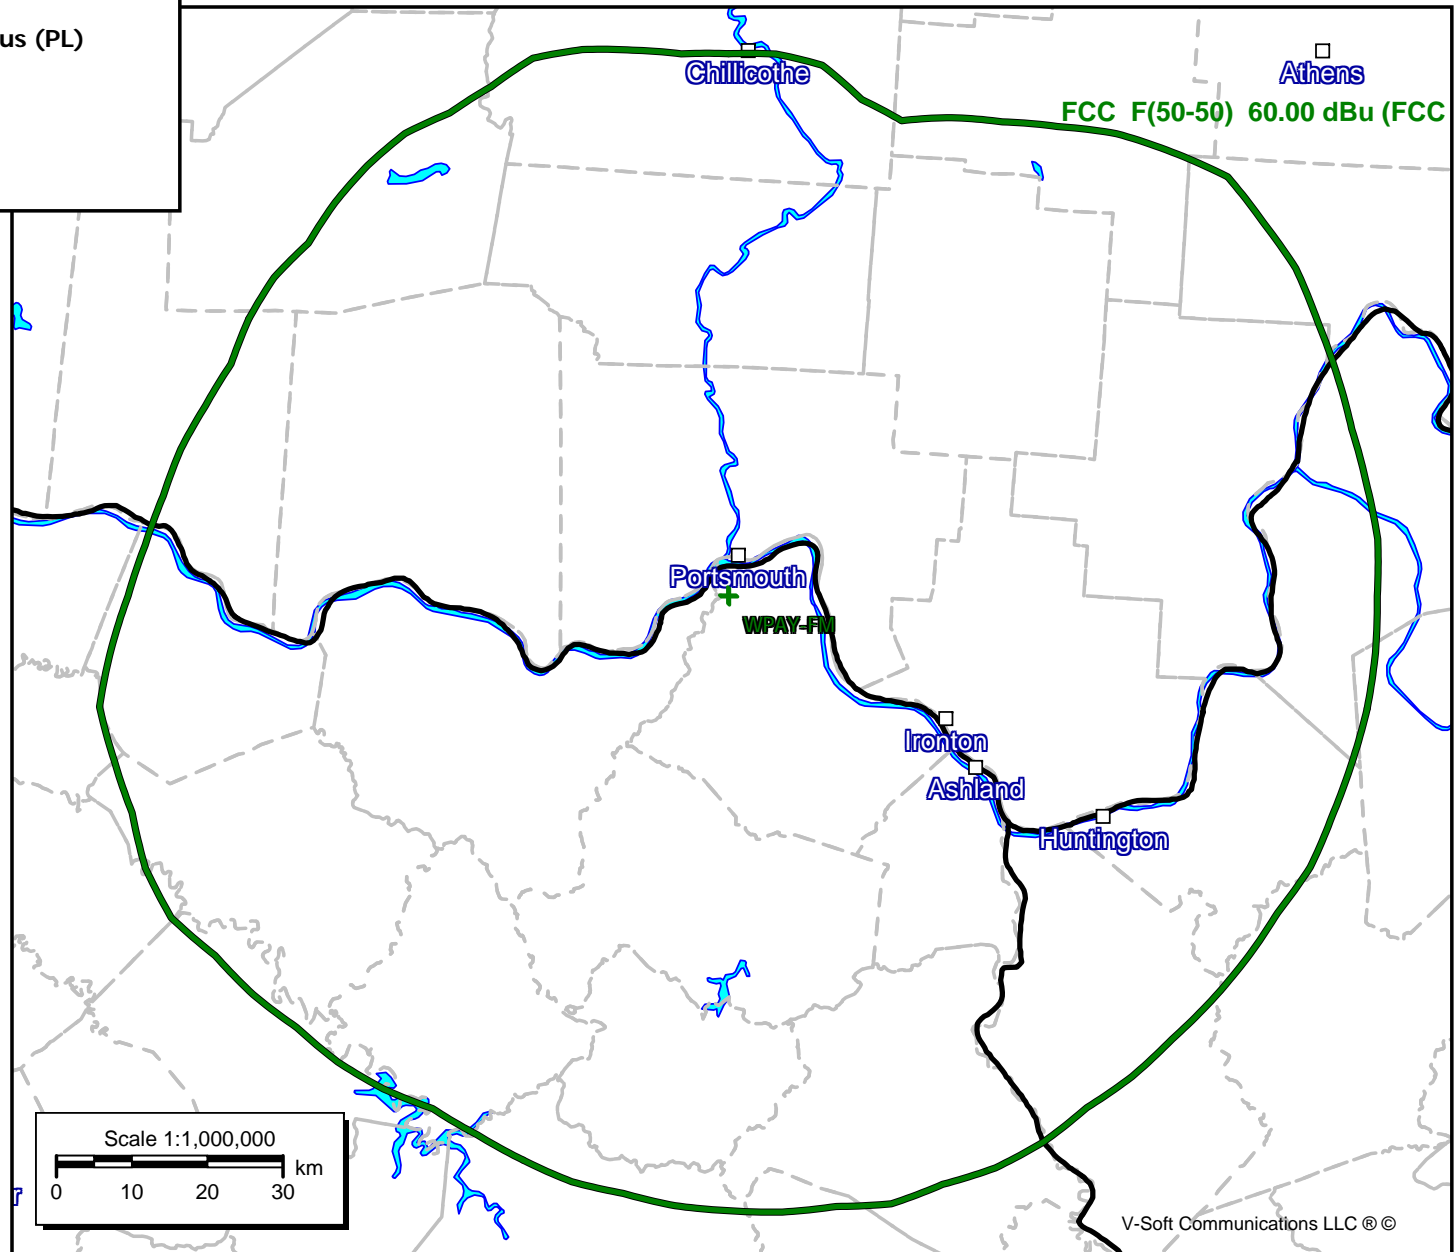 us (PL)
Chillicothe
Athens
FCC F(50-50) 60.00 dBu (FCC
Portsmouth
WPAY-FM
Ironton
Ashland
Huntington
Scale 1:1,000,000
km
0 10 20 30
r
V-Soft Communications LLC ® ©